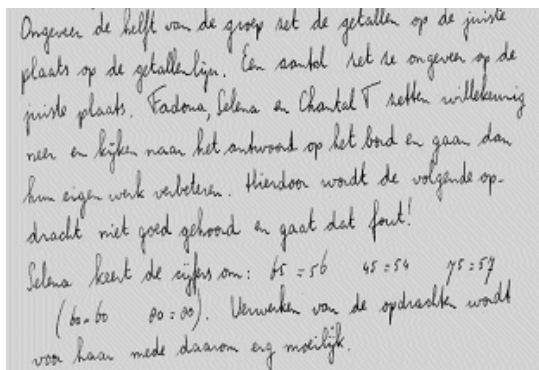 Ongeveer de helft van de groep zet de getallen op de juiste
plaats op de getallenlijn. Een aantal zet ze ongeveer op de
juiste plaats. Fadoua, Selena en Chantal T zetten willekeurig
neer en kijken naar het antwoord op het bord en gaan dan
hun eigen werk verbeteren. Hierdoor wordt de volgende op-
dracht niet goed gehoord en gaat dat fout!
Selena keert de cijfers om: 65 = 56 45 = 54 75 = 57
( 60 = 60 80 = 80 ). Verwerken van de opdrachten wordt
voor haar mede daarom erg moeilijk.